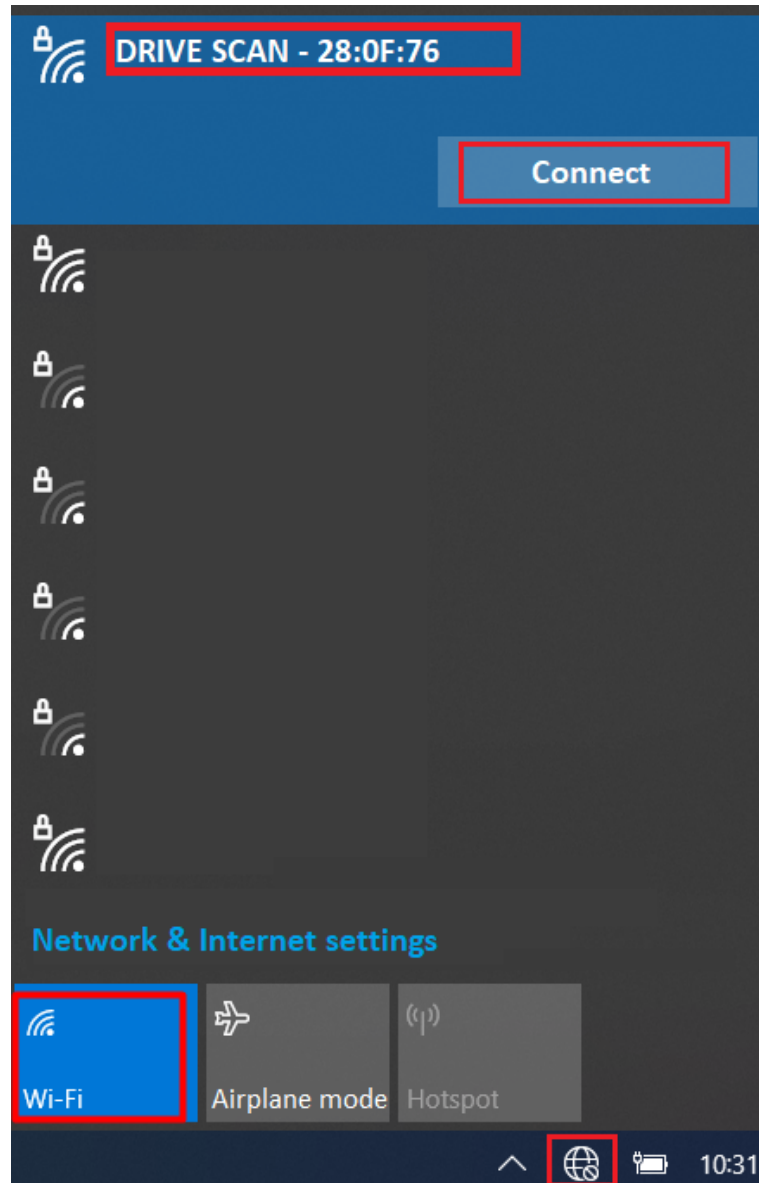 DRIVE SCAN - 28:0F:76
Connect
Network & Internet settings
Wi-Fi
Airplane mode
Hotspot
10:31